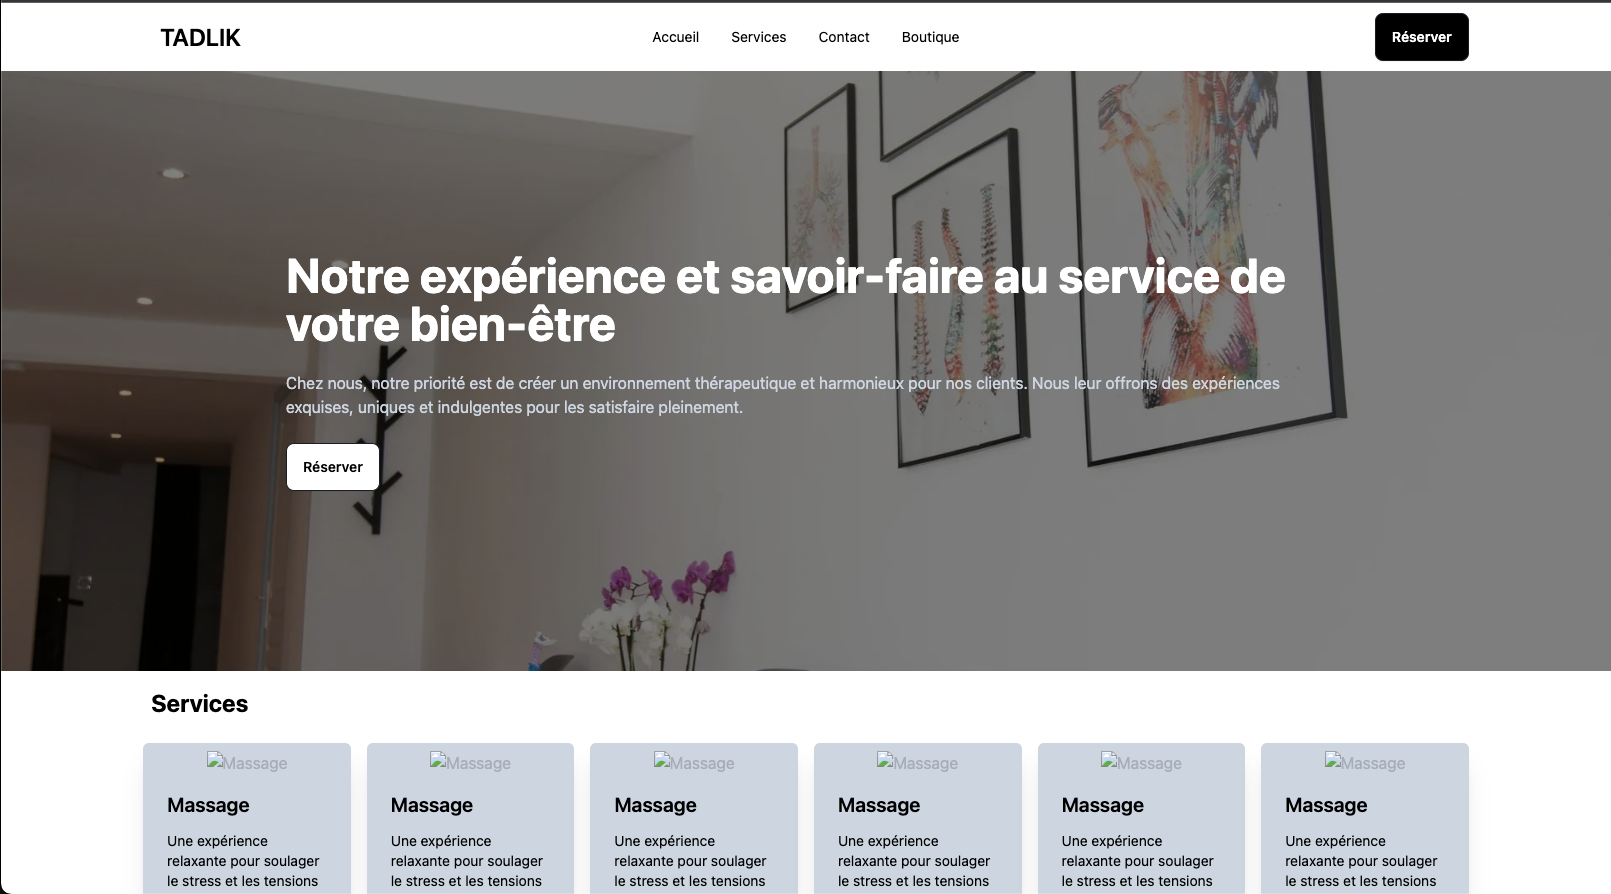 TADLIK
Accueil
Services
Contact
Boutique
Réserver
Notre expérience et savoir-faire au service de
votre bien-être
Chez nous, notre priorité est de créer un environnement thérapeutique et harmonieux pour nos clients. Nous leur offrons des expériences
exquises, uniques et indulgentes pour les satisfaire pleinement.
Réserver
Services
Massage
Massage
Une expérience
relaxante pour soulager
le stress et les tensions
Massage
Massage
Une expérience
relaxante pour soulager
le stress et les tensions
Massage
Massage
Une expérience
relaxante pour soulager
le stress et les tensions
Massage
Massage
Une expérience
relaxante pour soulager
le stress et les tensions
Massage
Massage
Une expérience
relaxante pour soulager
le stress et les tensions
Massage
Massage
Une expérience
relaxante pour soulager
le stress et les tensions